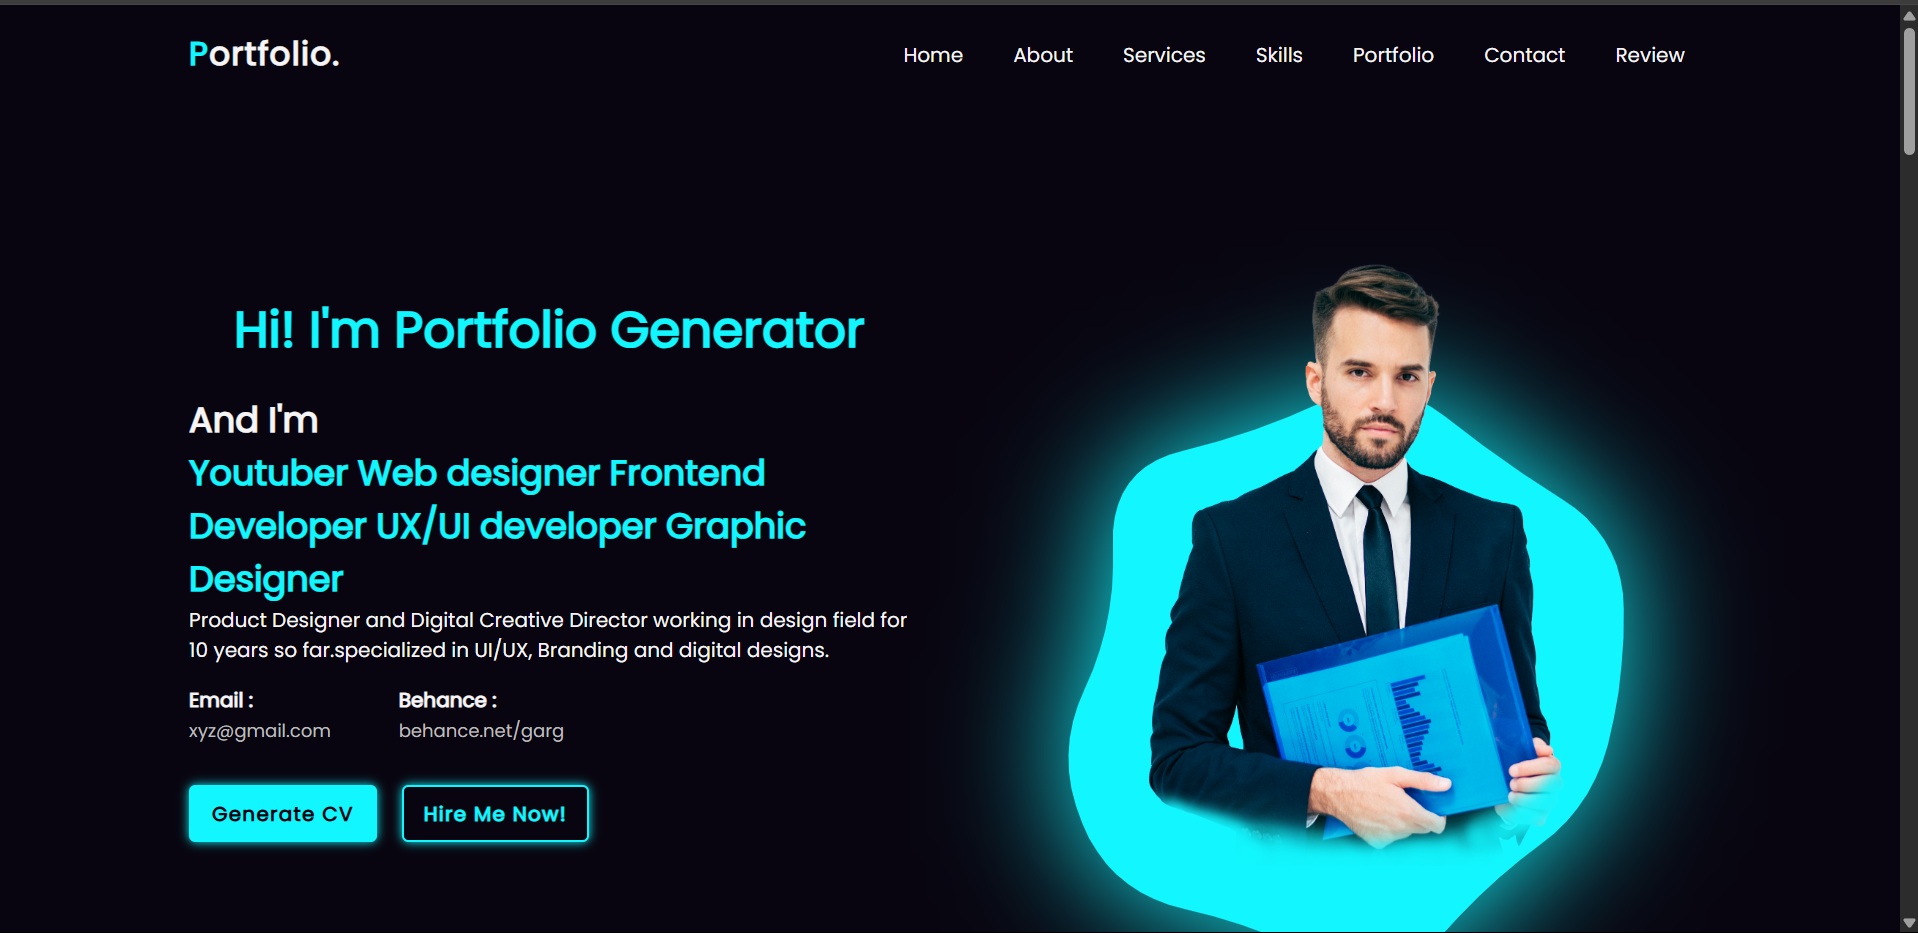 Portfolio.
Home About Services Skills Portfolio Contact Review
Hi! I'm Portfolio Generator
And I'm
Youtuber Web designer Frontend
Developer UX/UI developer Graphic
Designer
Product Designer and Digital Creative Director working in design field for
10 years so far.specialized in UI/UX, Branding and digital designs.
Email : Behance :
xyz@gmail.com behance.net/garg
Generate CV Hire Me Now!